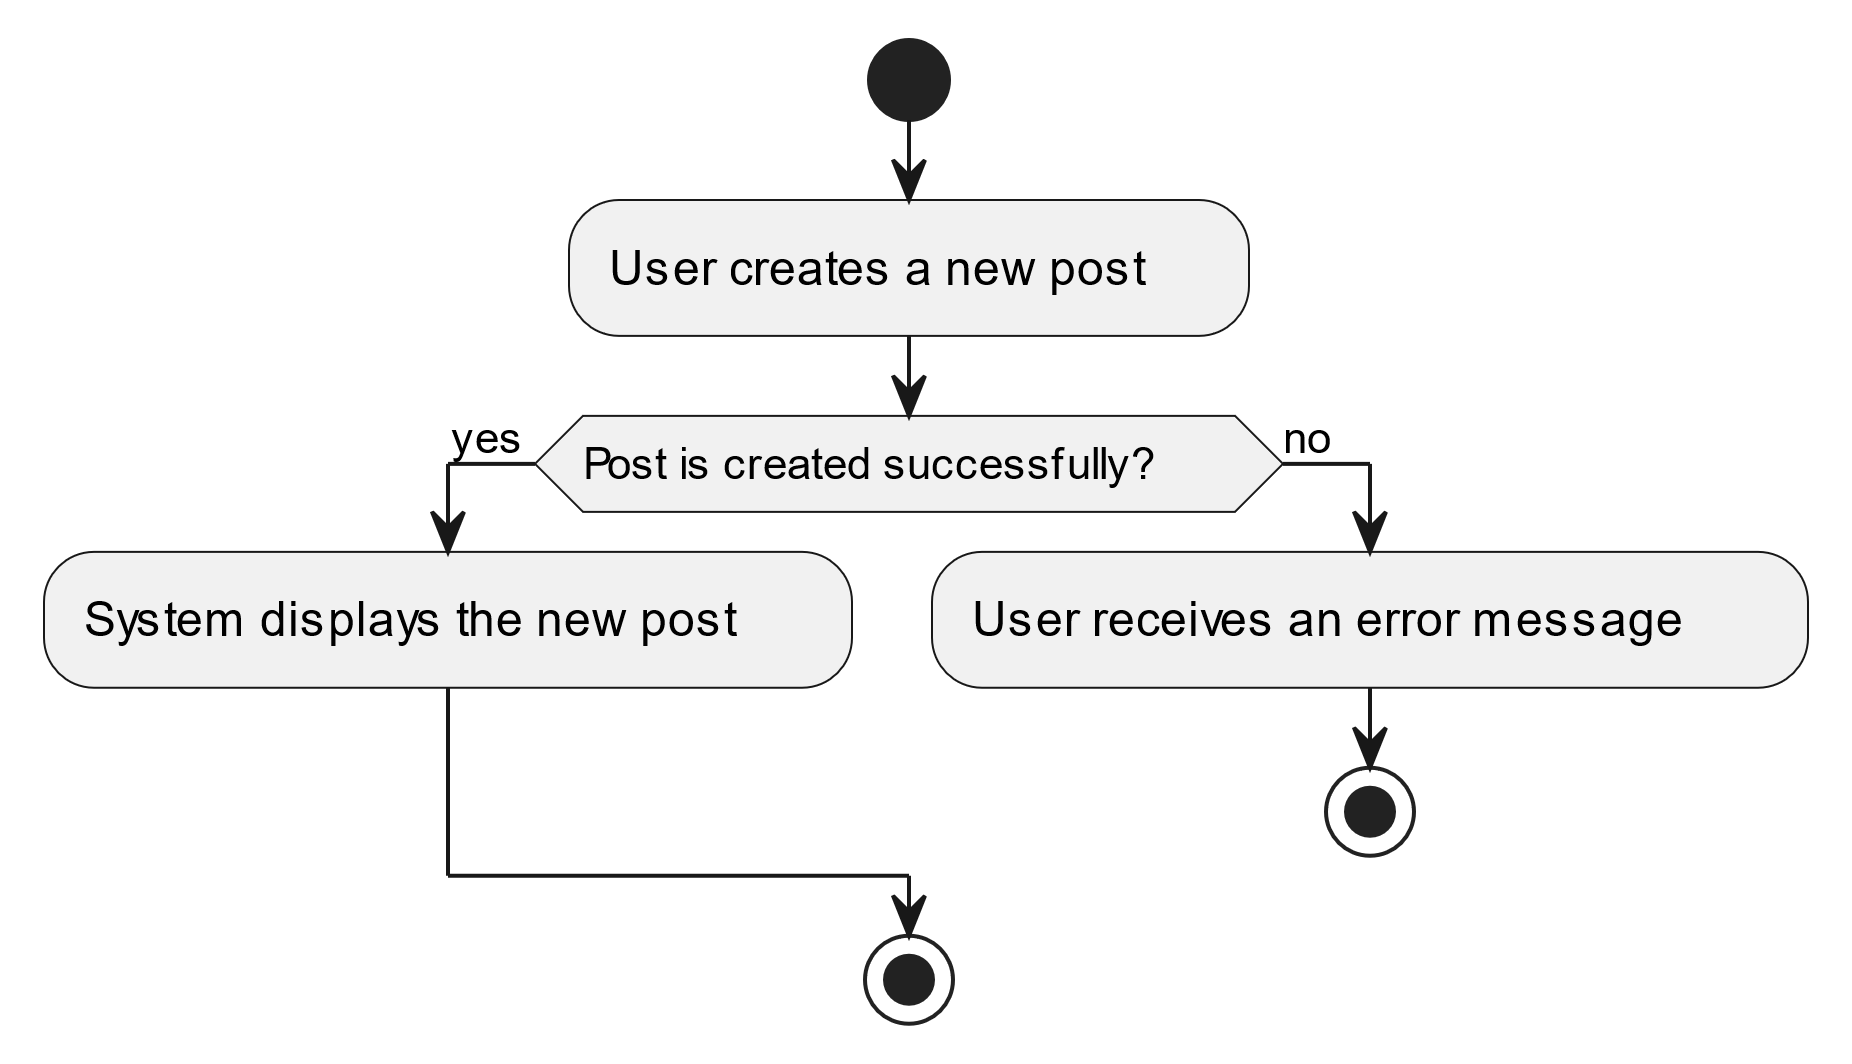 User creates a new post
yes
Post is created successfully?
no
System displays the new post
User receives an error message